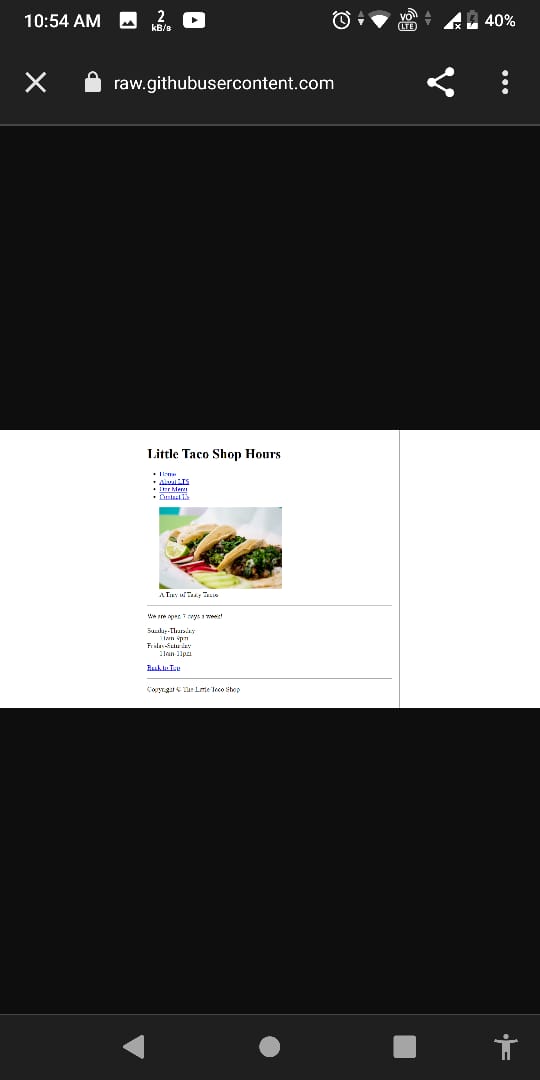 10:54 AM
2
kB/s
VO
LTE
40%
raw.githubusercontent.com
Little Taco Shop Hours
Home
About LTS
Our Menu
Contact Us
A Tray of Tasty Tacos
We are open 7 days a week!
Sunday-Thursday
11am-9pm
Friday-Saturday
11am-11pm
Back to Top
Copyright © The Little Taco Shop